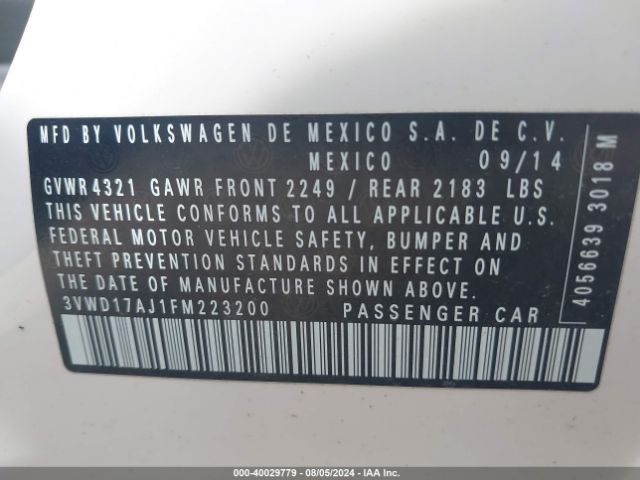 MFD BY VOLKSWAGEN DE MEXICO S.A. DE C.V.
MEXICO 09/14
GVWR 4321 GAWR FRONT 2249 / REAR 2183 LBS
THIS VEHICLE CONFORMS TO ALL APPLICABLE U.S.
FEDERAL MOTOR VEHICLE SAFETY, BUMPER AND
THEFT PREVENTION STANDARDS IN EFFECT ON
THE DATE OF MANUFACTURE SHOWN ABOVE.
3VWD17AJ1FM223200 PASSENGER CAR
4056639 3018 M
000-40029779 - 08/05/2024 - IAA Inc.